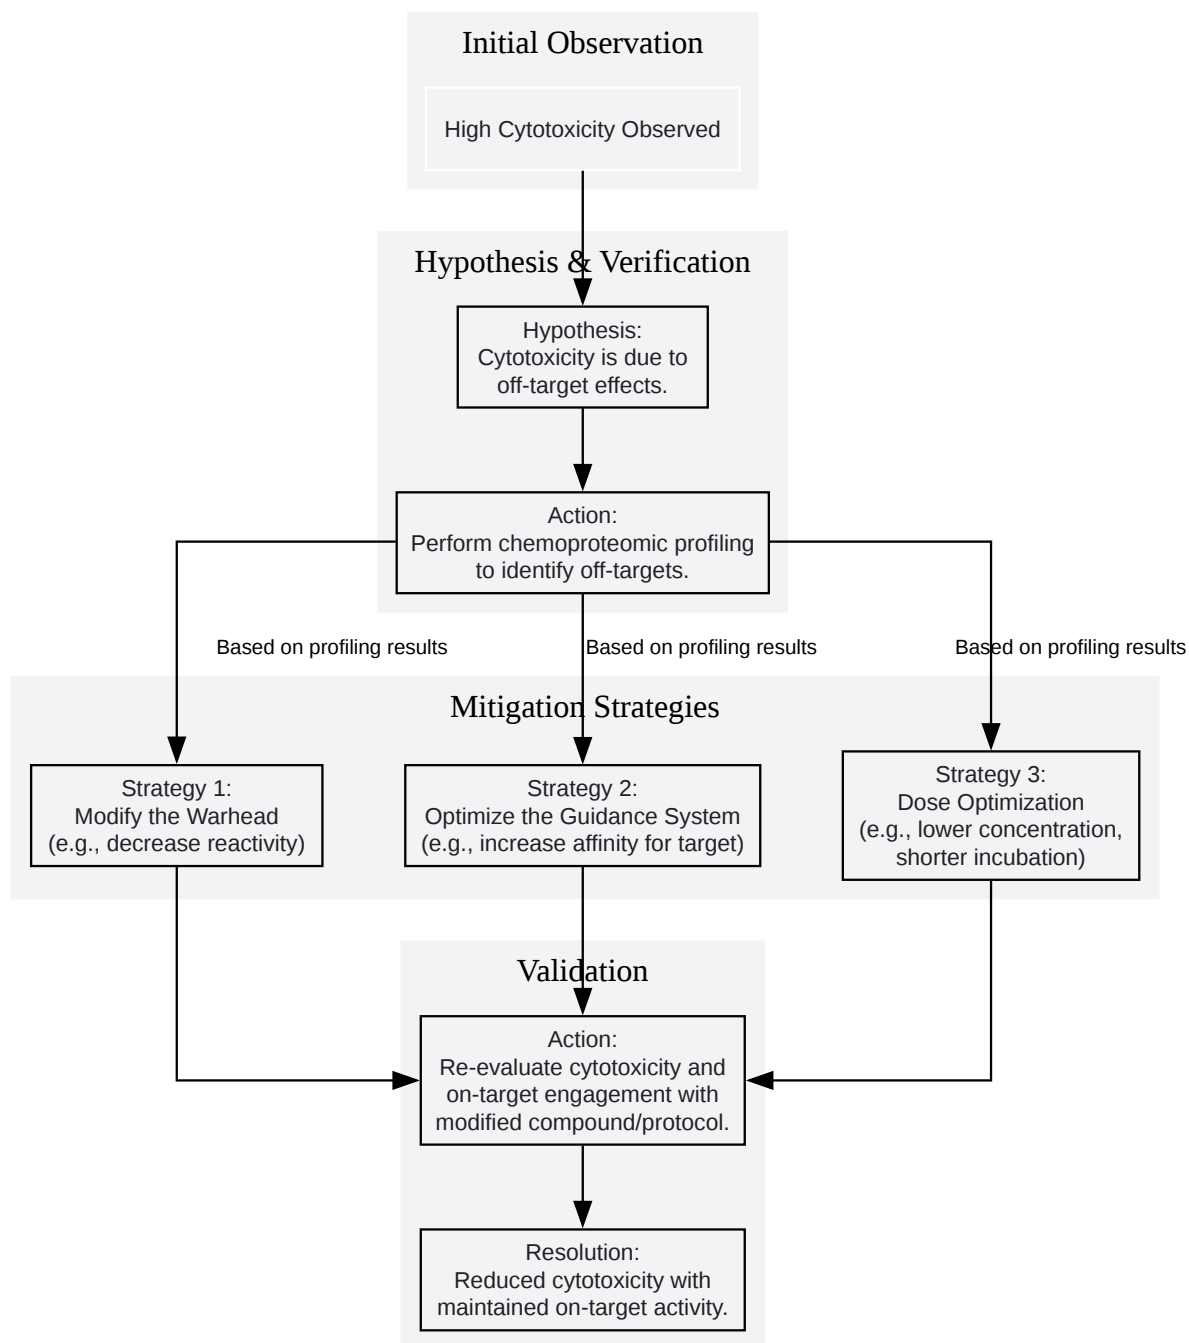 Initial Observation
High Cytotoxicity Observed
Hypothesis & Verification
Hypothesis:
Cytotoxicity is due to
off-target effects.
Action:
Perform chemoproteomic profiling
to identify off-targets.
Based on profiling results
Based on profiling results
Based on profiling results
Mitigation Strategies
Strategy 1:
Modify the Warhead
(e.g., decrease reactivity)
Strategy 2:
Optimize the Guidance System
(e.g., increase affinity for target)
Strategy 3:
Dose Optimization
(e.g., lower concentration,
shorter incubation)
Validation
Action:
Re-evaluate cytotoxicity and
on-target engagement with
modified compound/protocol.
Resolution:
Reduced cytotoxicity with
maintained on-target activity.